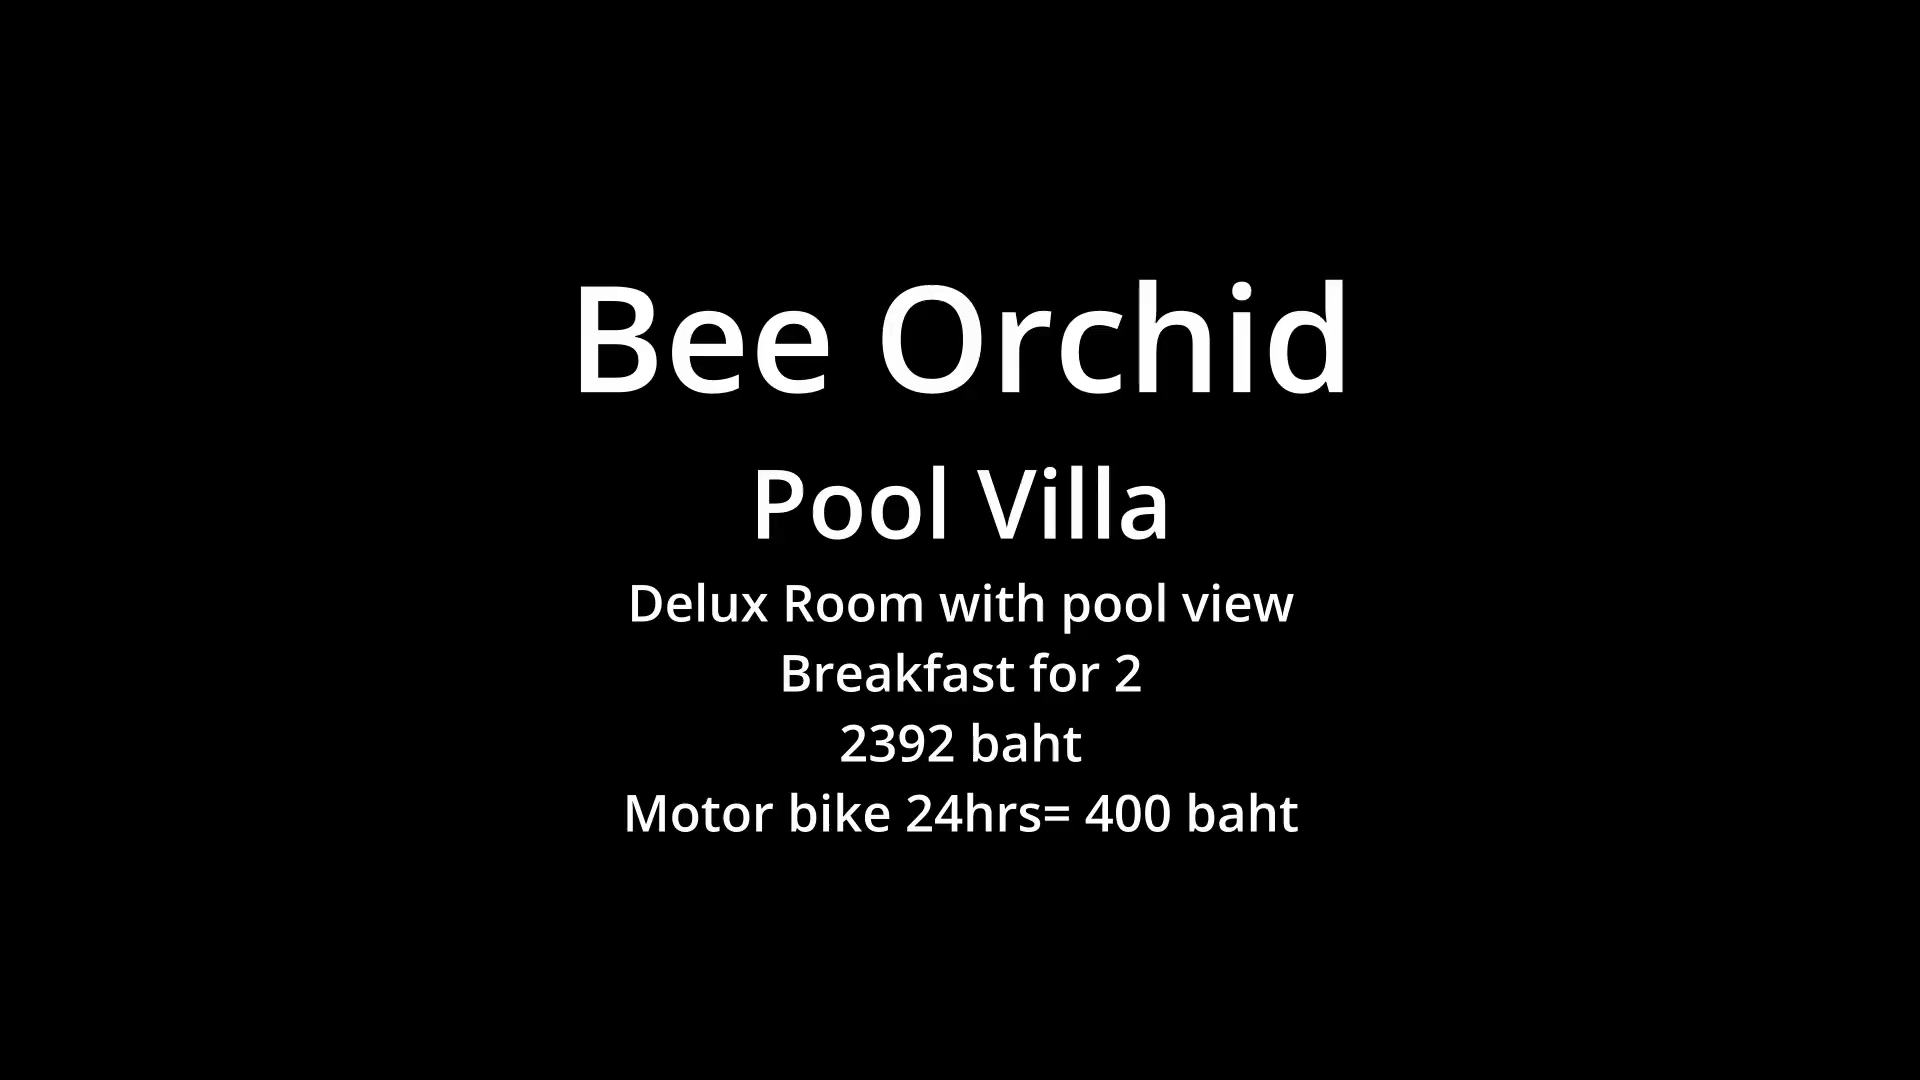 Bee Orchid
Pool Villa
Delux Room with pool view
Breakfast for 2
2392 baht
Motor bike 24hrs= 400 baht